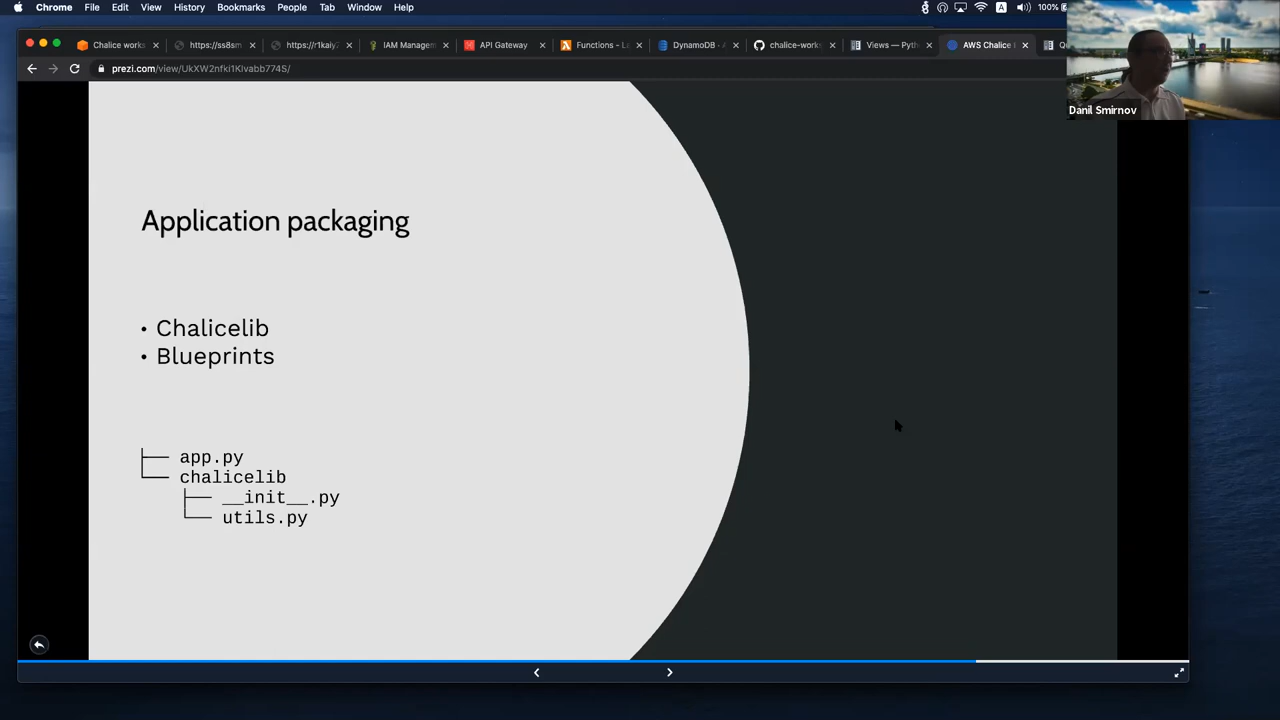 Chrome File Edit View History Bookmarks People Tab Window Help
A 100%
Chalice works
https://ss8sm
https://r1kaiy
IAM Managem
API Gateway
Functions - La
DynamoDB - A
chalice-work
Views — Pyth
AWS Chalice
prezi.com/view/UkXW2nfki1KIvabb774S/
Danil Smirnov
Application packaging
• Chalicelib
• Blueprints
├── app.py
└── chalicelib
├── __init__.py
└── utils.py